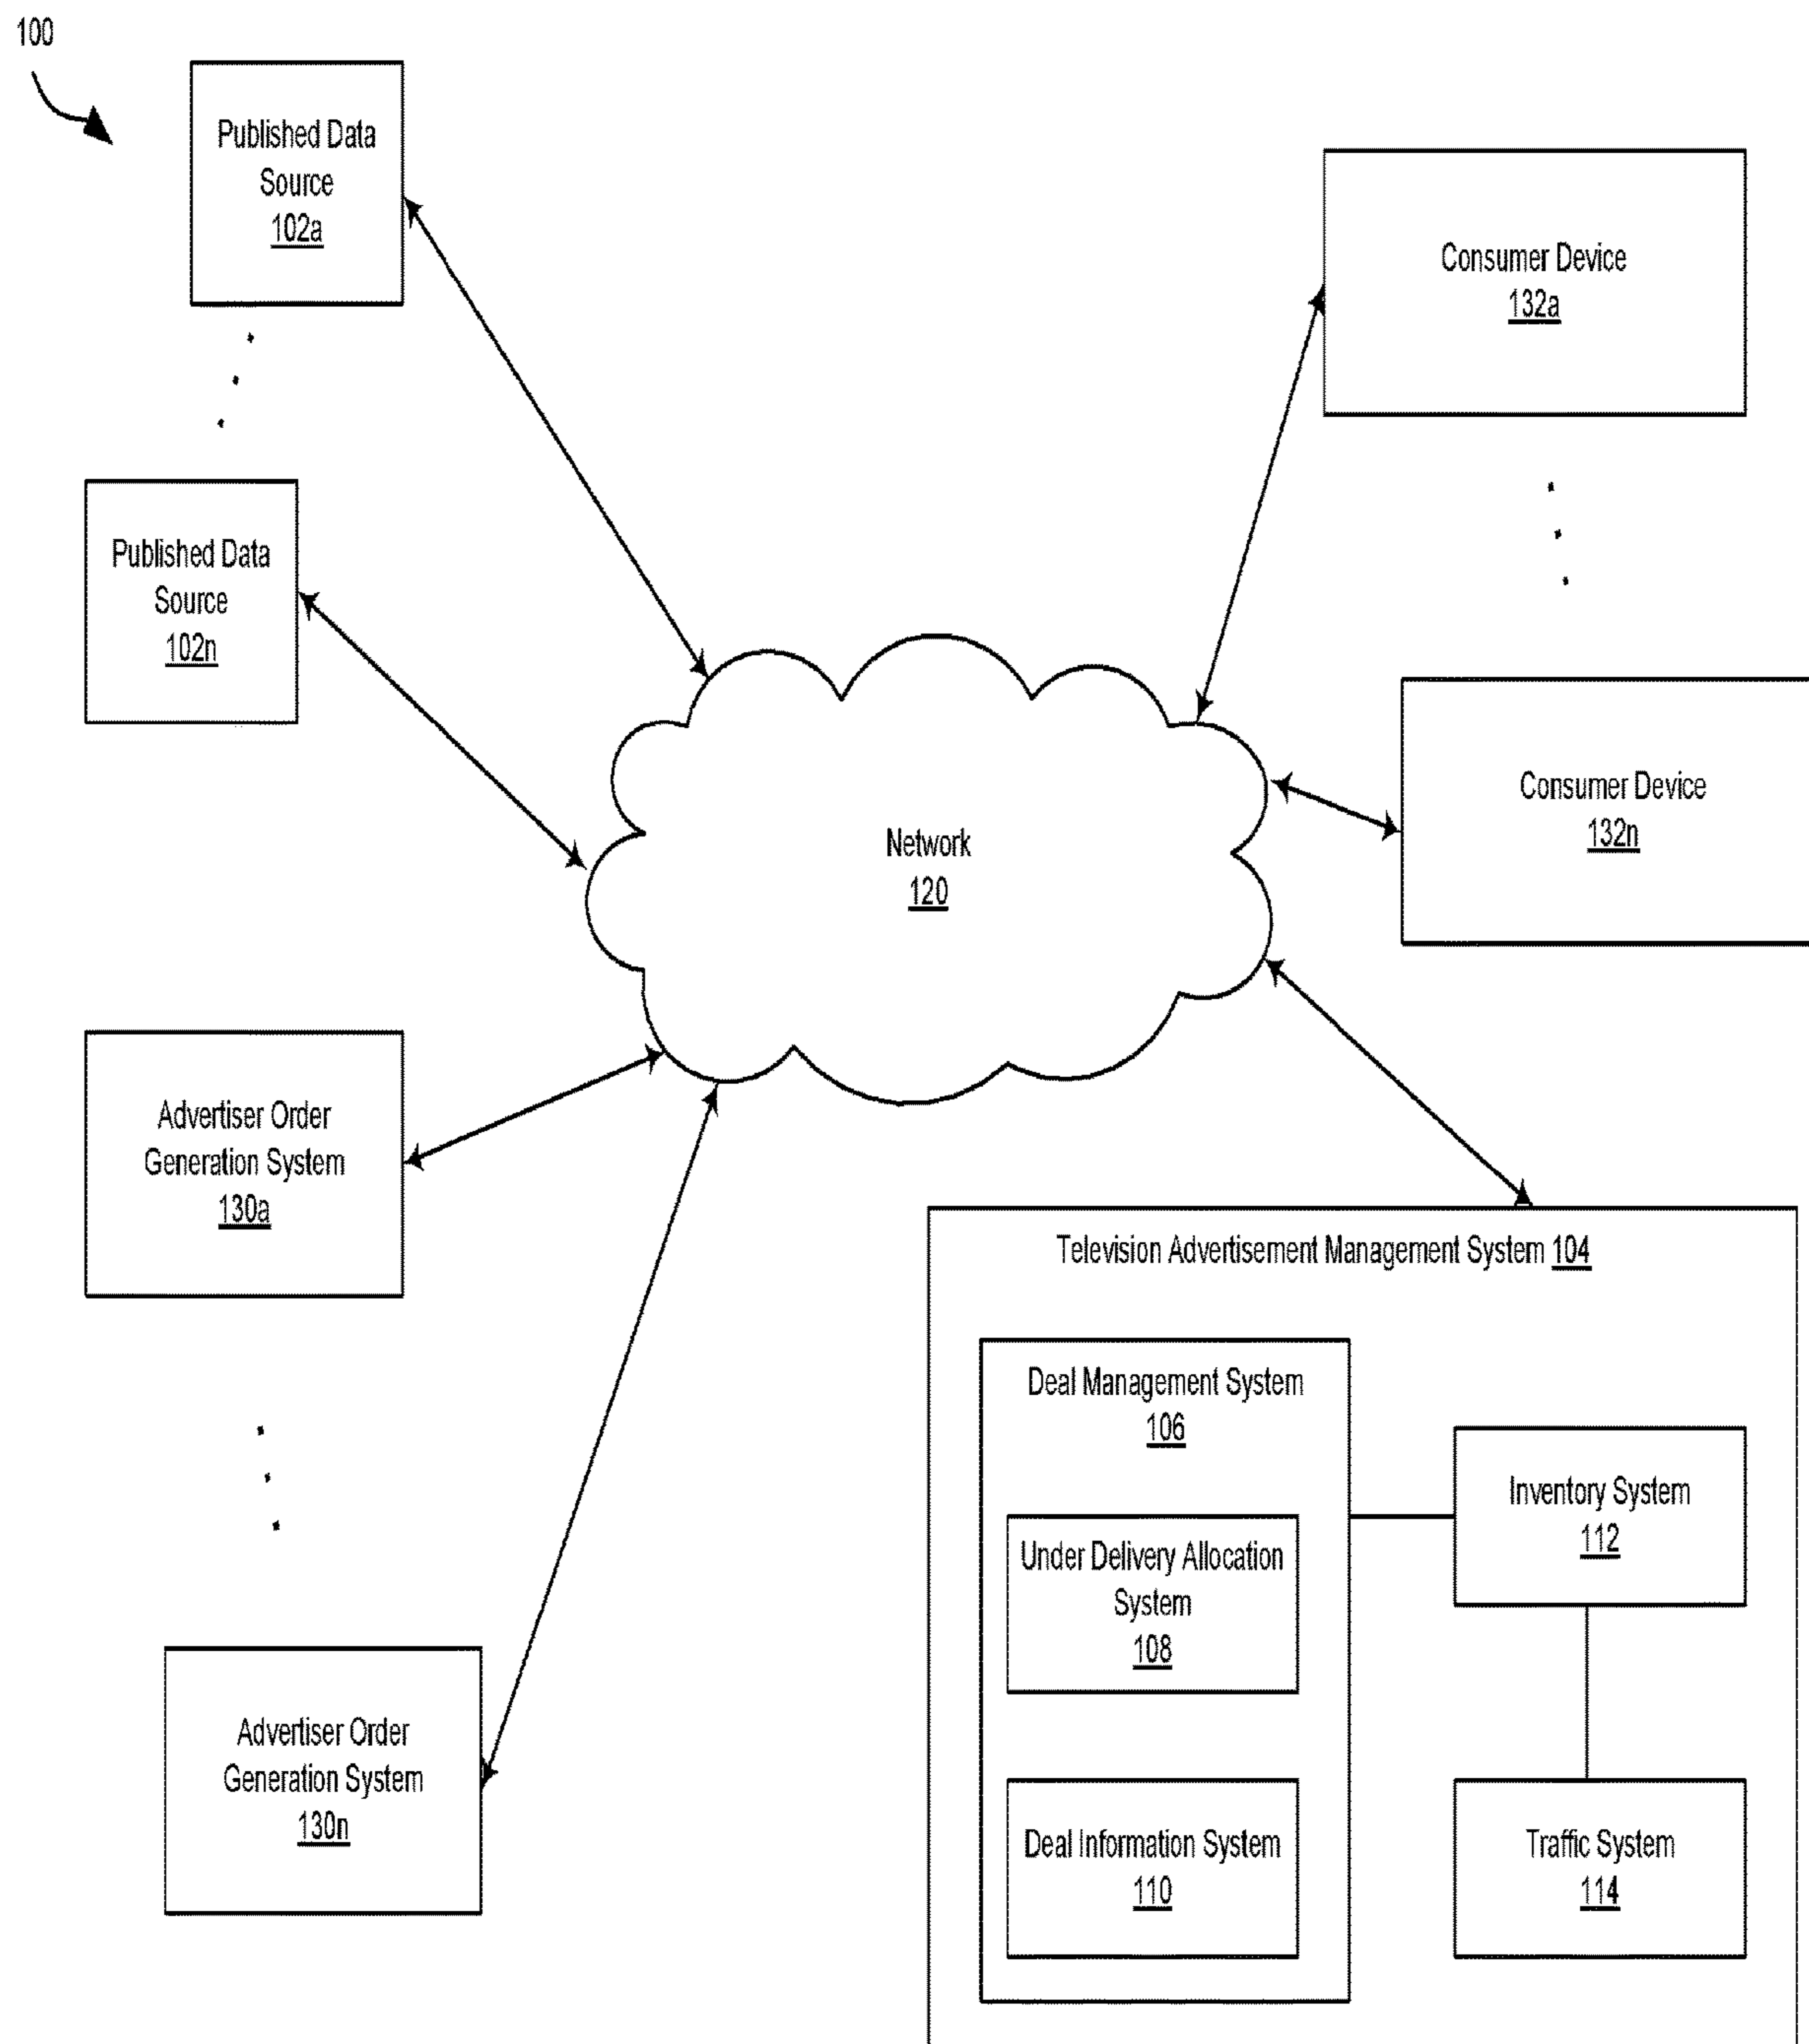 100
Published Data
Source
102a
Consumer Device
132a
Published Data
Source
102n
Consumer Device
132n
Network
120
Advertiser Order
Generation System
130a
Television Advertisement Management System 104
Deal Management System
106
Inventory System
112
Under Delivery Allocation
System
108
Advertiser Order
Generation System
130n
Deal Information System
110
Traffic System
114